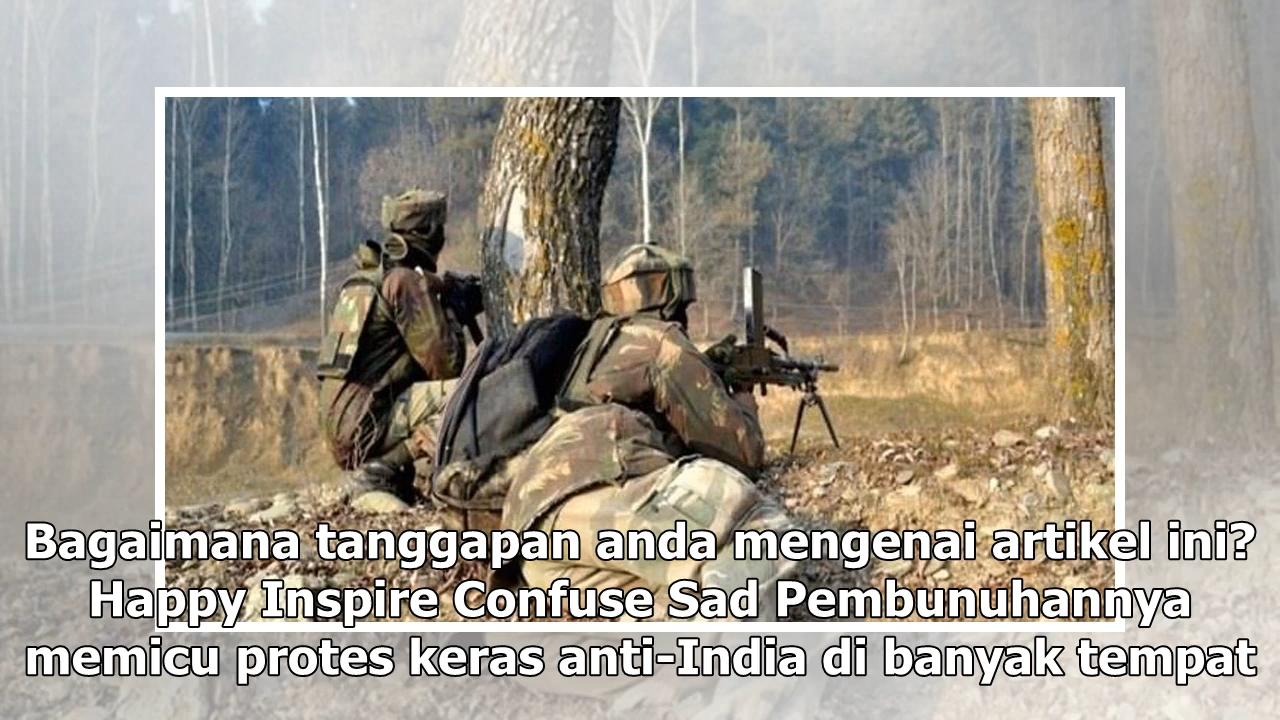 Bagaimana tanggapan anda mengenai artikel ini?
Happy Inspire Confuse Sad Pembunuhannya
memicu protes keras anti-India di banyak tempat